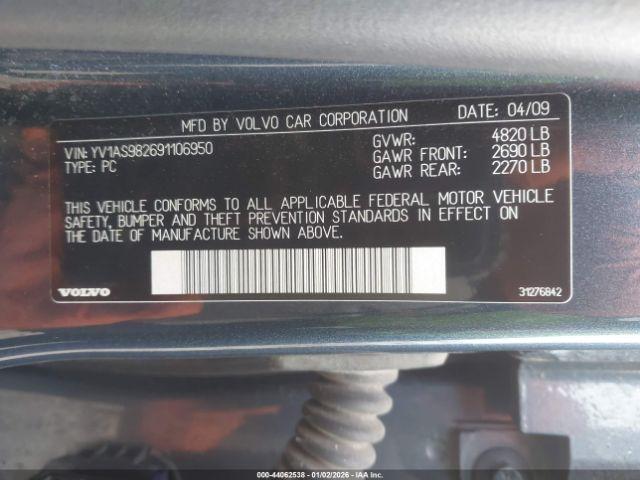 MFD BY VOLVO CAR CORPORATION DATE: 04/09
VIN: YV1AS982691106950 GVWR: 4820 LB
TYPE: PC GAWR FRONT: 2690 LB
GAWR REAR: 2270 LB
THIS VEHICLE CONFORMS TO ALL APPLICABLE FEDERAL MOTOR VEHICLE
SAFETY, BUMPER AND THEFT PREVENTION STANDARDS IN EFFECT ON
THE DATE OF MANUFACTURE SHOWN ABOVE.
VOLVO 31276842
000-44062538 - 01/02/2026 - IAA Inc.